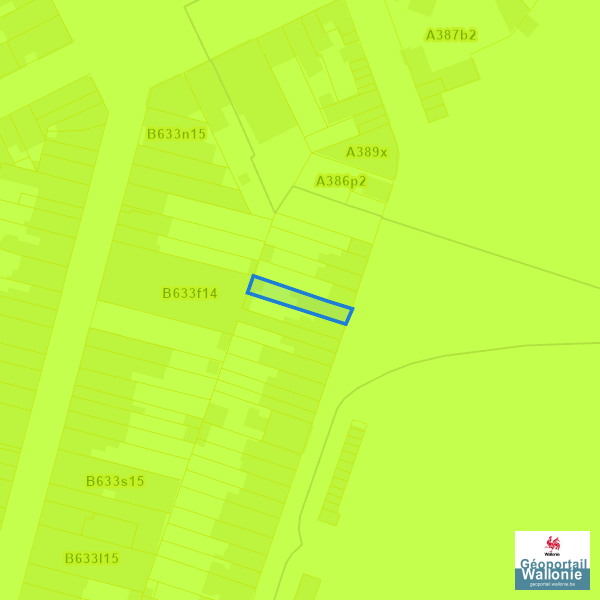 A387b2
B633n15
A389x
A386p2
B633f14
B633s15
B633l15
Wallonie
Géoportail
Wallonie
geoportail.wallonie.be